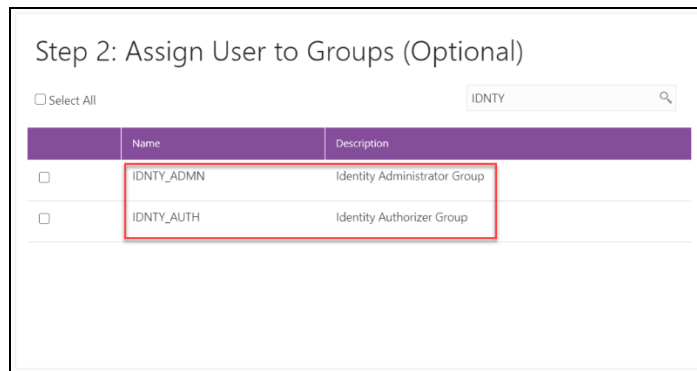 Step 2: Assign User to Groups (Optional)
Select All
IDNTY
Name Description
IDNTY_ADMN Identity Administrator Group
IDNTY_AUTH Identity Authorizer Group